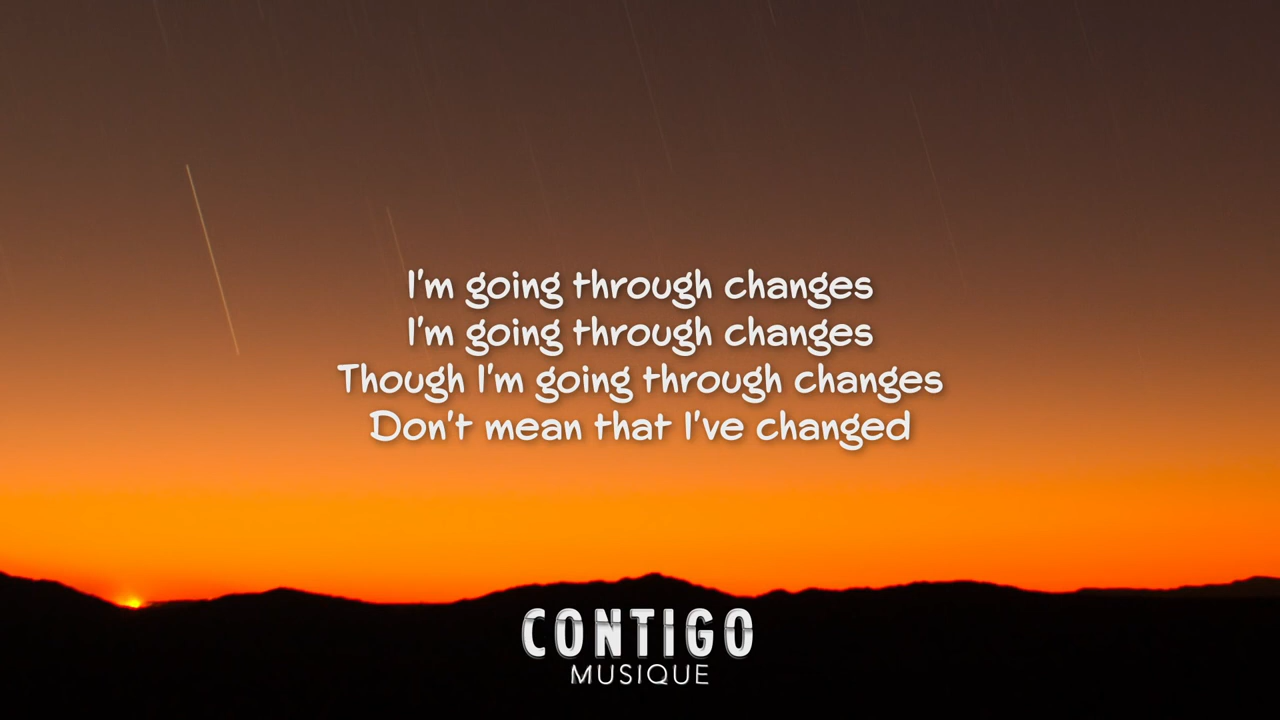 I'm going through changes
I'm going through changes
Though I'm going through changes
Don't mean that I've changed
CONTIGO
MUSIQUE